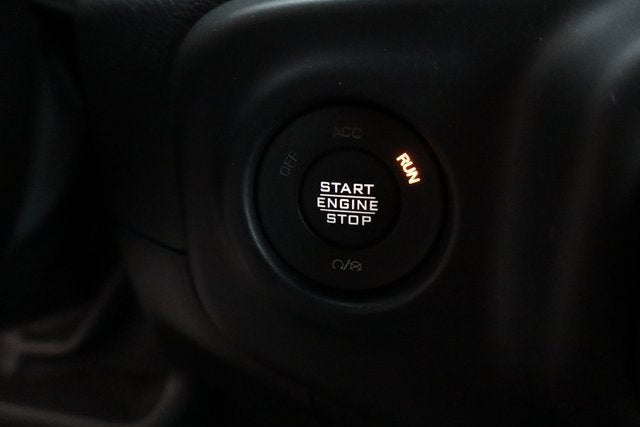 ACC
OFF
RUN
START
ENGINE
STOP